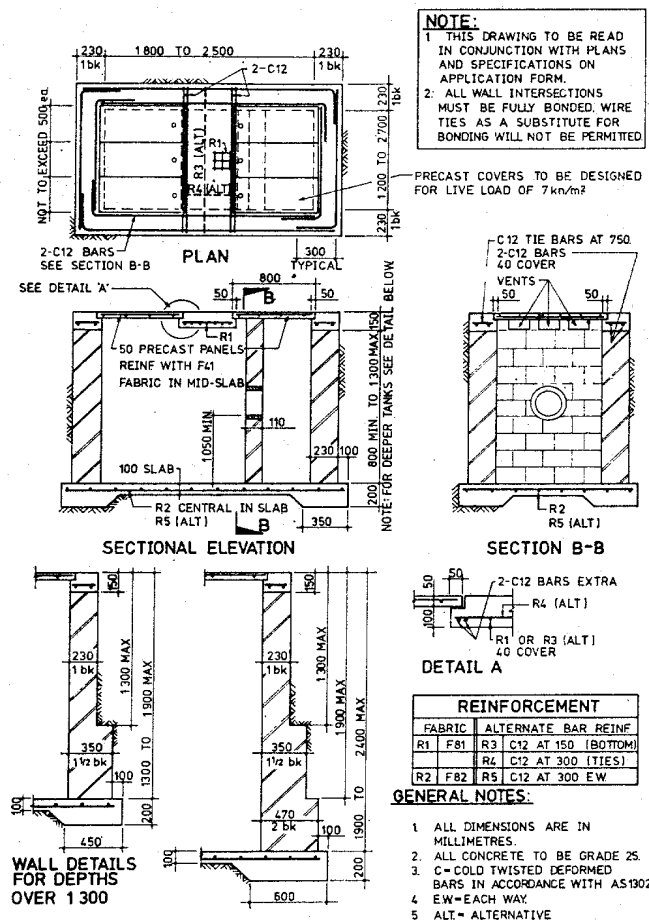 NOTE:
1 THIS DRAWING TO BE READ
IN CONJUNCTION WITH PLANS
AND SPECIFICATIONS ON
APPLICATION FORM.
2: ALL WALL INTERSECTIONS
MUST BE FULLY BONDED. WIRE
TIES AS A SUBSTITUTE FOR
BONDING WILL NOT BE PERMITTED
230
1bk
1800 TO 2500
230
1bk
2-C12
NOT TO EXCEED 500 ea.
R3 (ALT)
R1
R4 (ALT)
230
1bk
1200 TO 2700
230
1bk
PRECAST COVERS TO BE DESIGNED
FOR LIVE LOAD OF 7kn/m²
2-C12 BARS
SEE SECTION B-B
PLAN
300
TYPICAL
SEE DETAIL 'A'
800
50
B
50
R1
50 PRECAST PANELS
REINF WITH F41
FABRIC IN MID-SLAB
1050 MIN.
110
230
100
100 SLAB
R2 CENTRAL IN SLAB
R5 (ALT)
B
350
150
800 MIN. TO 1300 MAX
200
NOTE: FOR DEEPER TANKS SEE DETAIL BELOW.
SECTIONAL ELEVATION
C12 TIE BARS AT 750.
2-C12 BARS
40 COVER
VENTS
50
50
R2
R5 (ALT)
SECTION B-B
150
230
1bk
1300 MAX
1300 TO 1900 MAX
350
1½ bk
100
100
200
450
WALL DETAILS
FOR DEPTHS
OVER 1300
150
230
1bk
1300 MAX
1900 MAX
1900 TO 2400 MAX
350
1½ bk
470
2 bk
100
100
200
600
50
50
2-C12 BARS EXTRA
R4 (ALT)
100
R1 OR R3 (ALT)
40 COVER
DETAIL A
REINFORCEMENT
FABRIC ALTERNATE BAR REINF
R1 F81 R3 C12 AT 150 (BOTTOM)
R4 C12 AT 300 (TIES)
R2 F82 R5 C12 AT 300 EW
GENERAL NOTES:
1. ALL DIMENSIONS ARE IN
MILLIMETRES.
2. ALL CONCRETE TO BE GRADE 25.
3. C=COLD TWISTED DEFORMED
BARS IN ACCORDANCE WITH AS1302
4 EW=EACH WAY.
5 ALT.= ALTERNATIVE